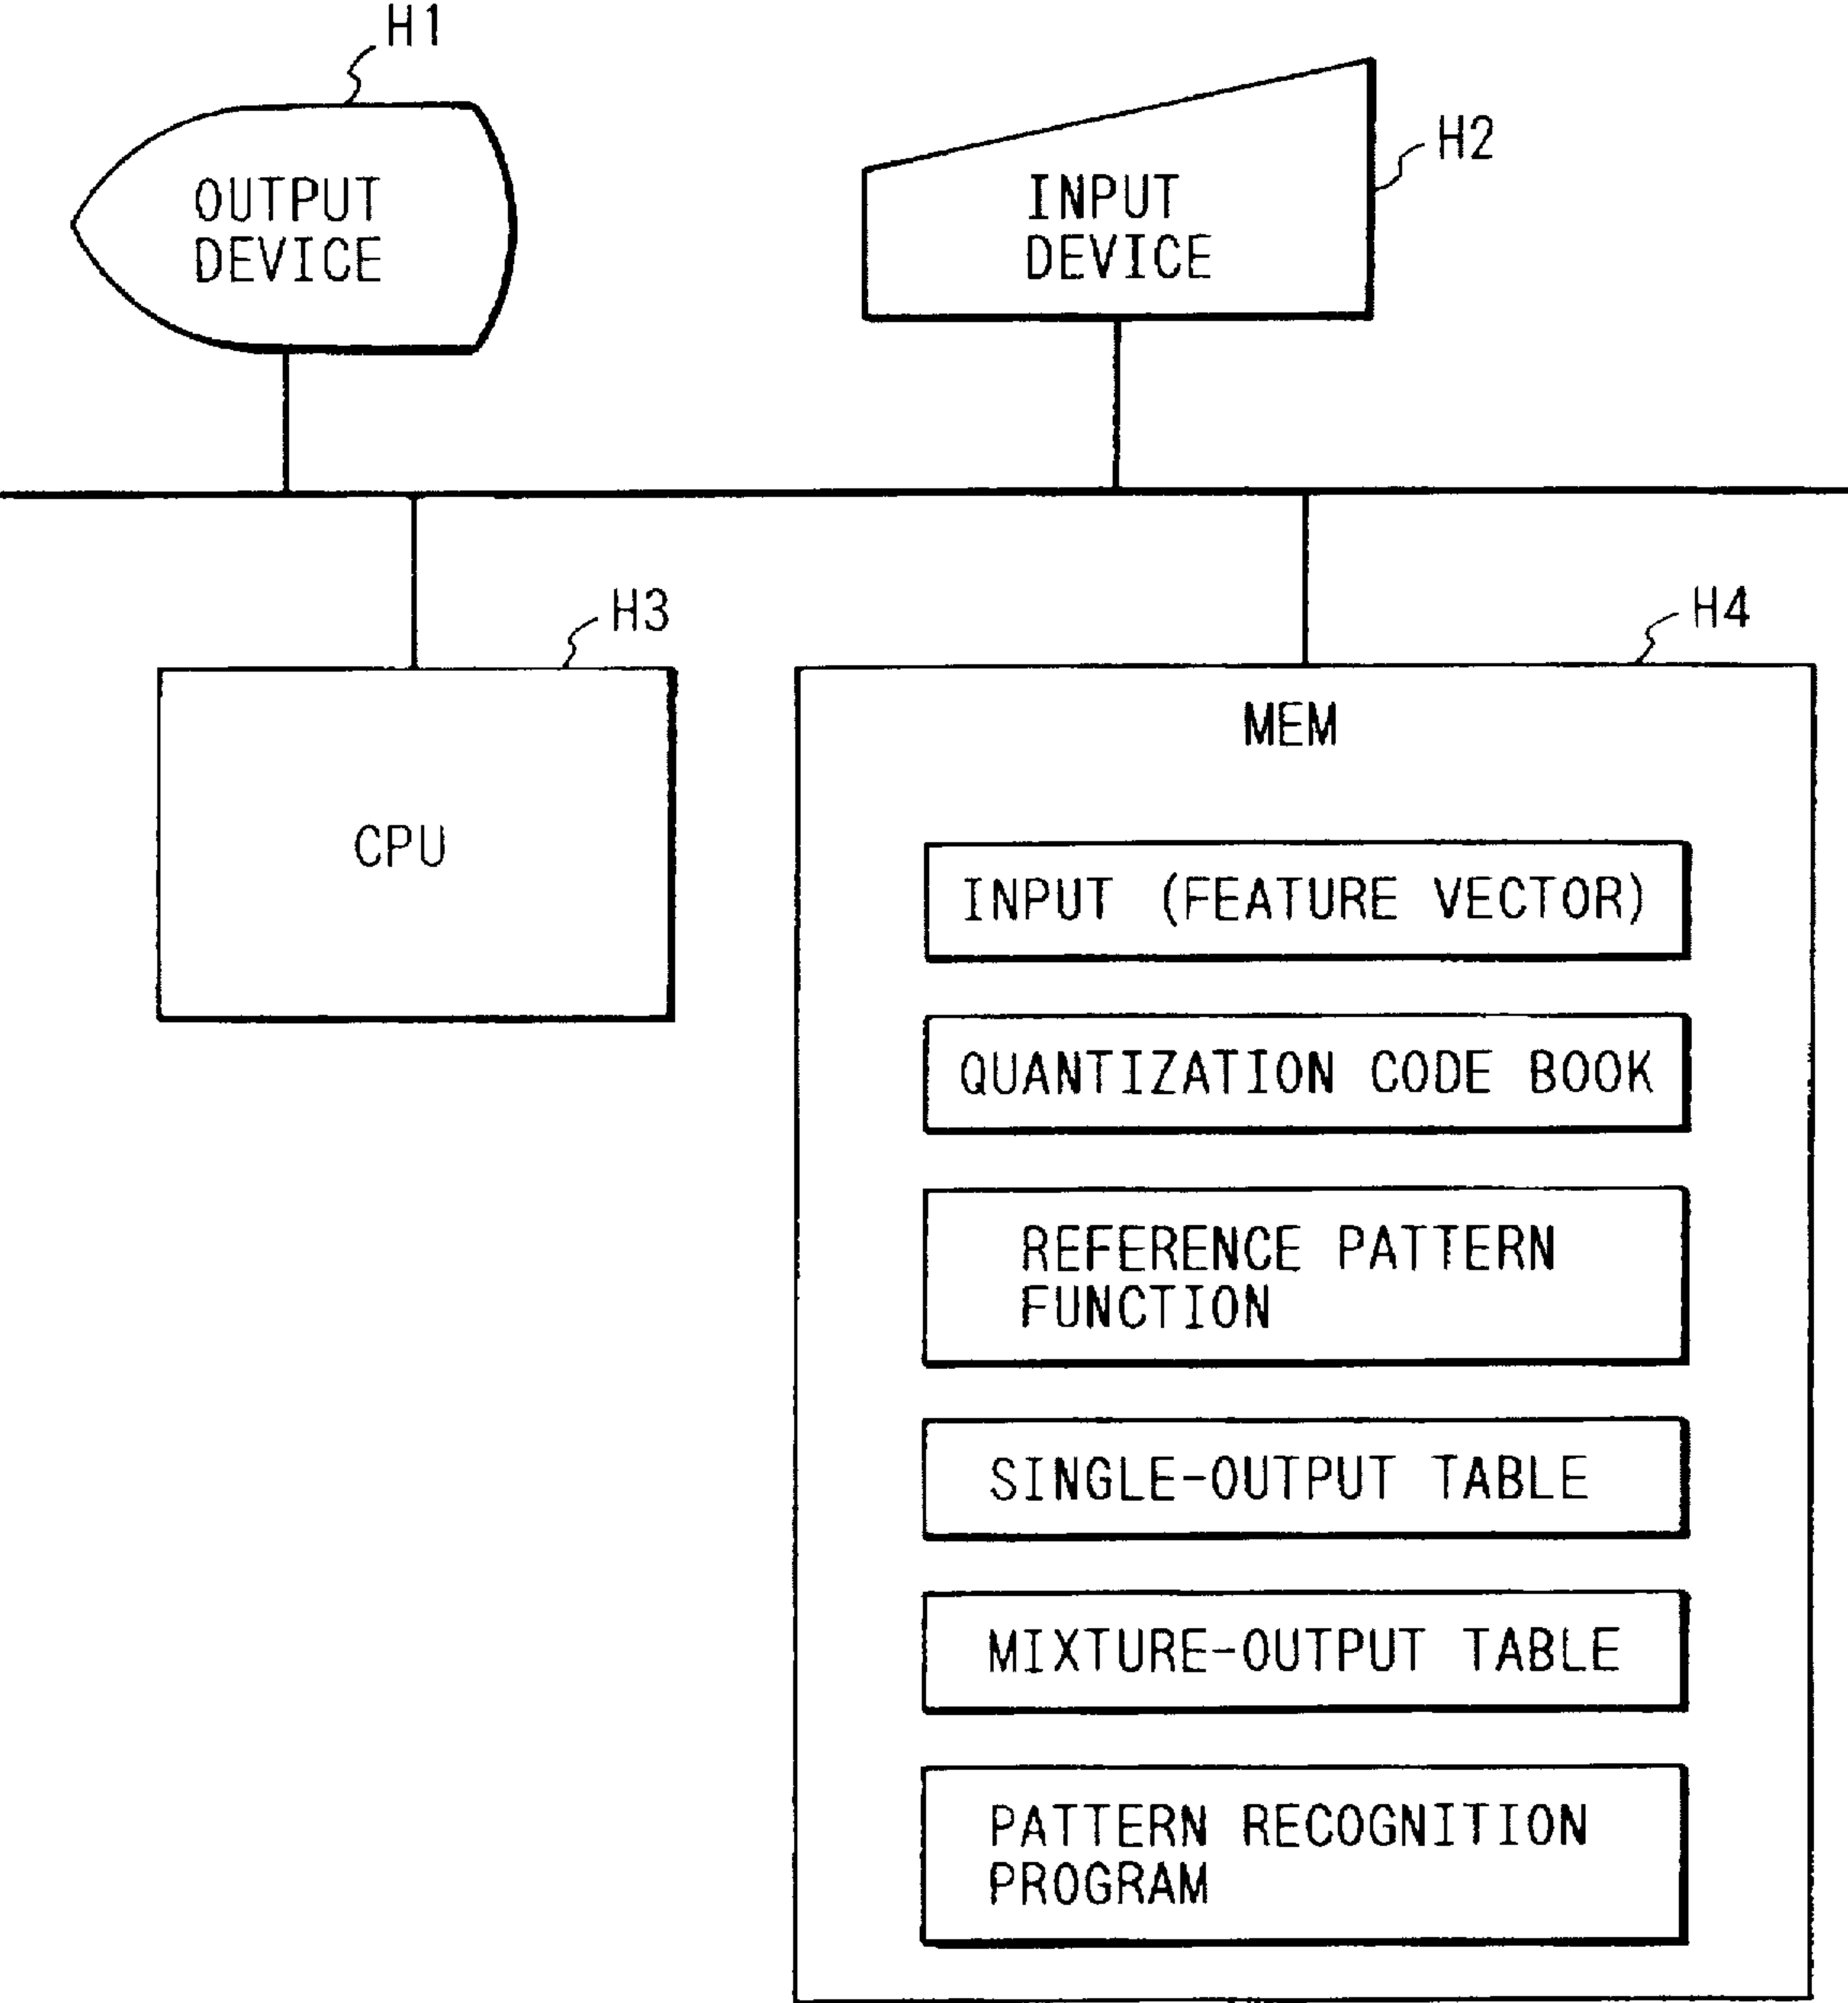 H1
OUTPUT
DEVICE
H2
INPUT
DEVICE
H3
CPU
H4
MEM
INPUT (FEATURE VECTOR)
QUANTIZATION CODE BOOK
REFERENCE PATTERN
FUNCTION
SINGLE-OUTPUT TABLE
MIXTURE-OUTPUT TABLE
PATTERN RECOGNITION
PROGRAM